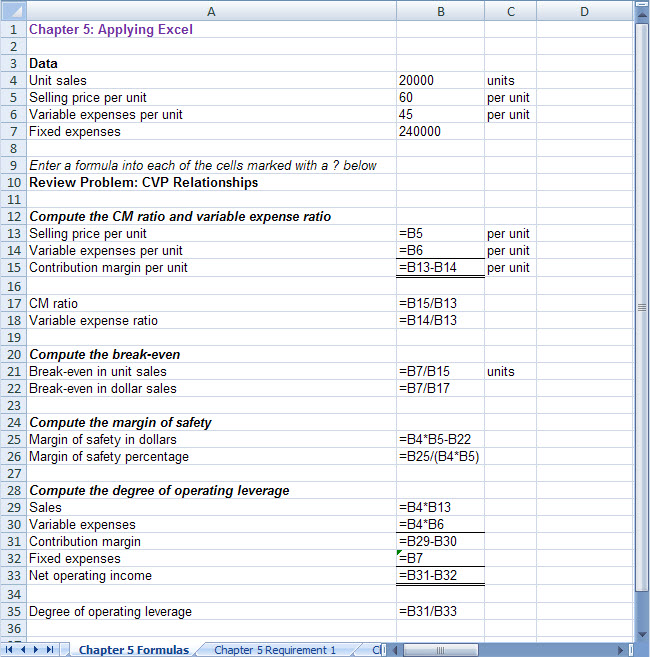 A B C D
1 Chapter 5: Applying Excel
2
3 Data
4 Unit sales 20000 units
5 Selling price per unit 60 per unit
6 Variable expenses per unit 45 per unit
7 Fixed expenses 240000
8
9 Enter a formula into each of the cells marked with a ? below
10 Review Problem: CVP Relationships
11
12 Compute the CM ratio and variable expense ratio
13 Selling price per unit =B5 per unit
14 Variable expenses per unit =B6 per unit
15 Contribution margin per unit =B13-B14 per unit
16
17 CM ratio =B15/B13
18 Variable expense ratio =B14/B13
19
20 Compute the break-even
21 Break-even in unit sales =B7/B15 units
22 Break-even in dollar sales =B7/B17
23
24 Compute the margin of safety
25 Margin of safety in dollars =B4*B5-B22
26 Margin of safety percentage =B25/(B4*B5)
27
28 Compute the degree of operating leverage
29 Sales =B4*B13
30 Variable expenses =B4*B6
31 Contribution margin =B29-B30
32 Fixed expenses =B7
33 Net operating income =B31-B32
34
35 Degree of operating leverage =B31/B33
36
Chapter 5 Formulas Chapter 5 Requirement 1